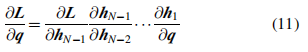 ∂L/∂q = ∂L/∂h_{N−1} ∂h_{N−1}/∂h_{N−2} ⋯ ∂h_1/∂q (11)